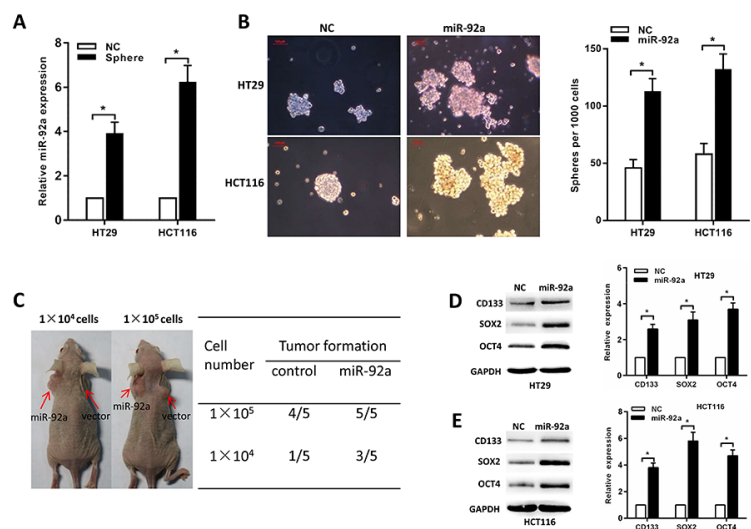 A
NC
Sphere
Relative miR-92a expression
8
6
4
2
0
*
*
HT29
HCT116
B
NC
miR-92a
HT29
HCT116
NC
miR-92a
Spheres per 1000 cells
150
100
50
0
*
*
HT29
HCT116
C
1×10⁴ cells
1×10⁵ cells
miR-92a
vector
miR-92a
vector
Cell number
Tumor formation
control
miR-92a
1×10⁵
4/5
5/5
1×10⁴
1/5
3/5
D
NC
miR-92a
CD133
SOX2
OCT4
GAPDH
HT29
NC
miR-92a
HT29
Relative expression
6
4
2
0
*
*
*
CD133
SOX2
OCT4
E
NC
miR-92a
CD133
SOX2
OCT4
GAPDH
HCT116
NC
miR-92a
HCT116
Relative expression
8
6
4
2
0
*
*
*
CD133
SOX2
OCT4